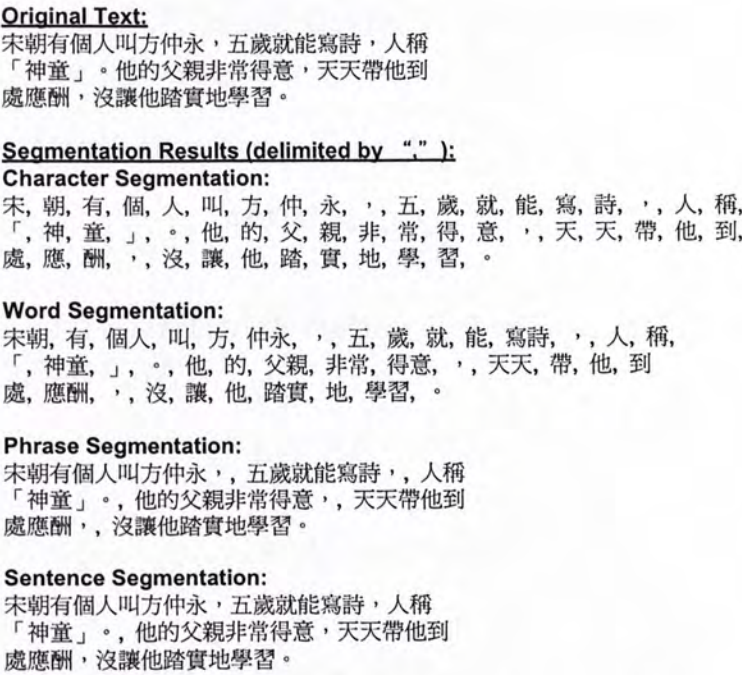 Original Text:
宋朝有個人叫方仲永，五歲就能寫詩，人稱
「神童」。他的父親非常得意，天天帶他到
處應酬，沒讓他踏實地學習。
Segmentation Results (delimited by “,” ):
Character Segmentation:
宋, 朝, 有, 個, 人, 叫, 方, 仲, 永, ，, 五, 歲, 就, 能, 寫, 詩, ，, 人, 稱,
「, 神, 童, 」, 。, 他, 的, 父, 親, 非, 常, 得, 意, ，, 天, 天, 帶, 他, 到,
處, 應, 酬, ，, 沒, 讓, 他, 踏, 實, 地, 學, 習, 。
Word Segmentation:
宋朝, 有, 個人, 叫, 方, 仲永, ，, 五, 歲, 就, 能, 寫詩, ，, 人, 稱,
「, 神童, 」, 。, 他, 的, 父親, 非常, 得意, ，, 天天, 帶, 他, 到
處, 應酬, ，, 沒, 讓, 他, 踏實, 地, 學習, 。
Phrase Segmentation:
宋朝有個人叫方仲永，, 五歲就能寫詩，, 人稱
「神童」。, 他的父親非常得意，, 天天帶他到
處應酬，, 沒讓他踏實地學習。
Sentence Segmentation:
宋朝有個人叫方仲永，五歲就能寫詩，人稱
「神童」。, 他的父親非常得意，天天帶他到
處應酬，沒讓他踏實地學習。